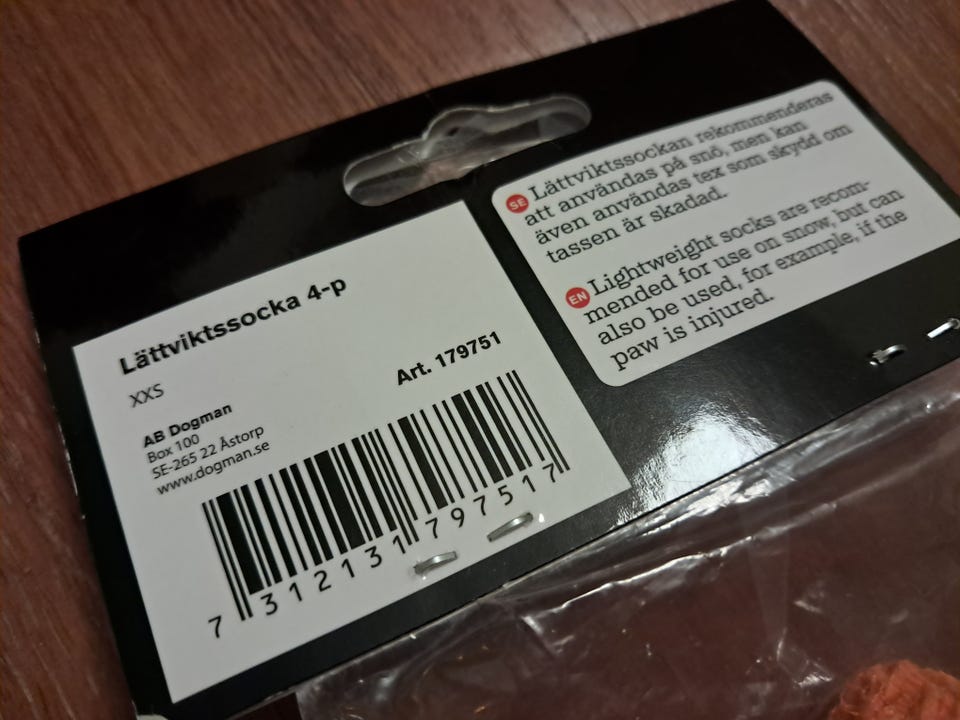 Lättviktssocka 4-p
XXS
Art. 179751
AB Dogman
Box 100
SE-265 22 Åstorp
www.dogman.se
7 312131 797517
SE Lättviktssockan rekommenderas
att användas på snö, men kan
även användas tex som skydd om
tassen är skadad.
EN Lightweight socks are recom-
mended for use on snow, but can
also be used, for example, if the
paw is injured.